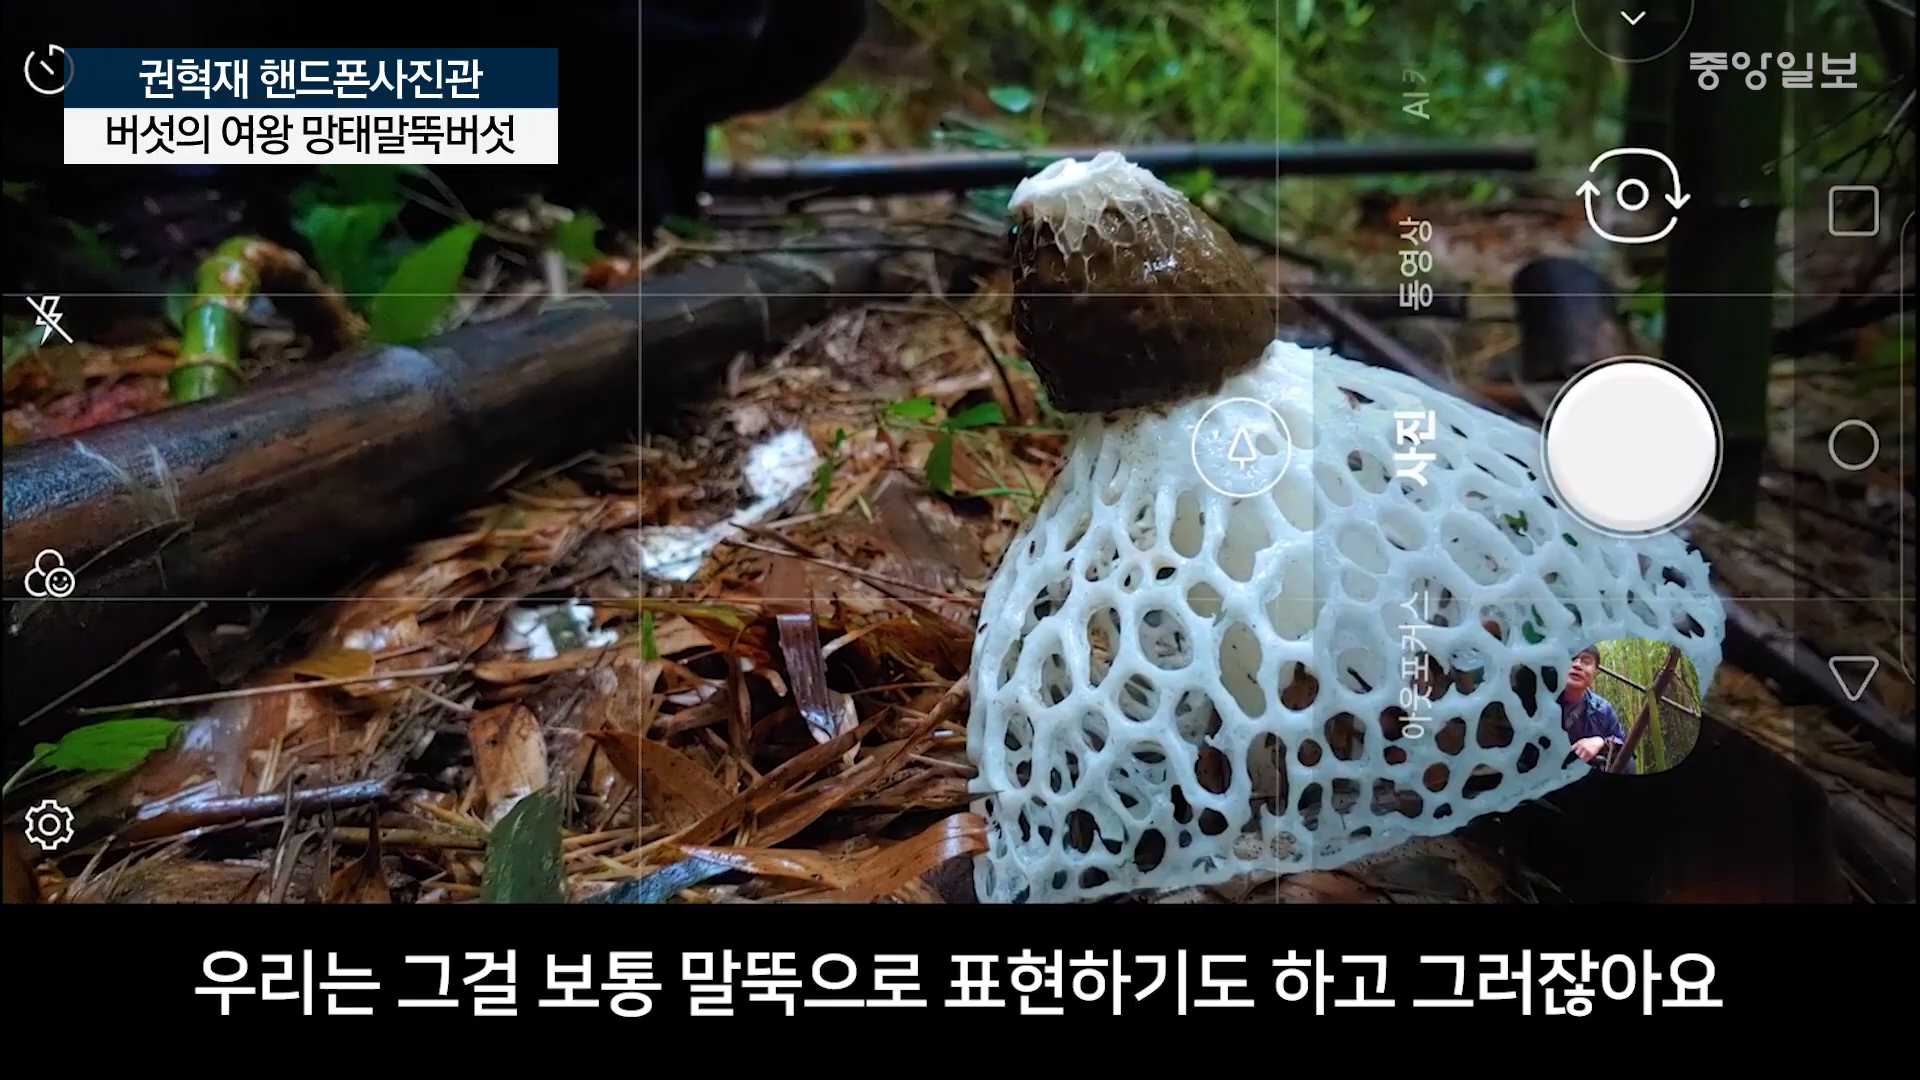 권혁재 핸드폰사진관
버섯의 여왕 망태말뚝버섯
중앙일보
AI 카
동영상
사진
아웃포커스
우리는 그걸 보통 말뚝으로 표현하기도 하고 그러잖아요